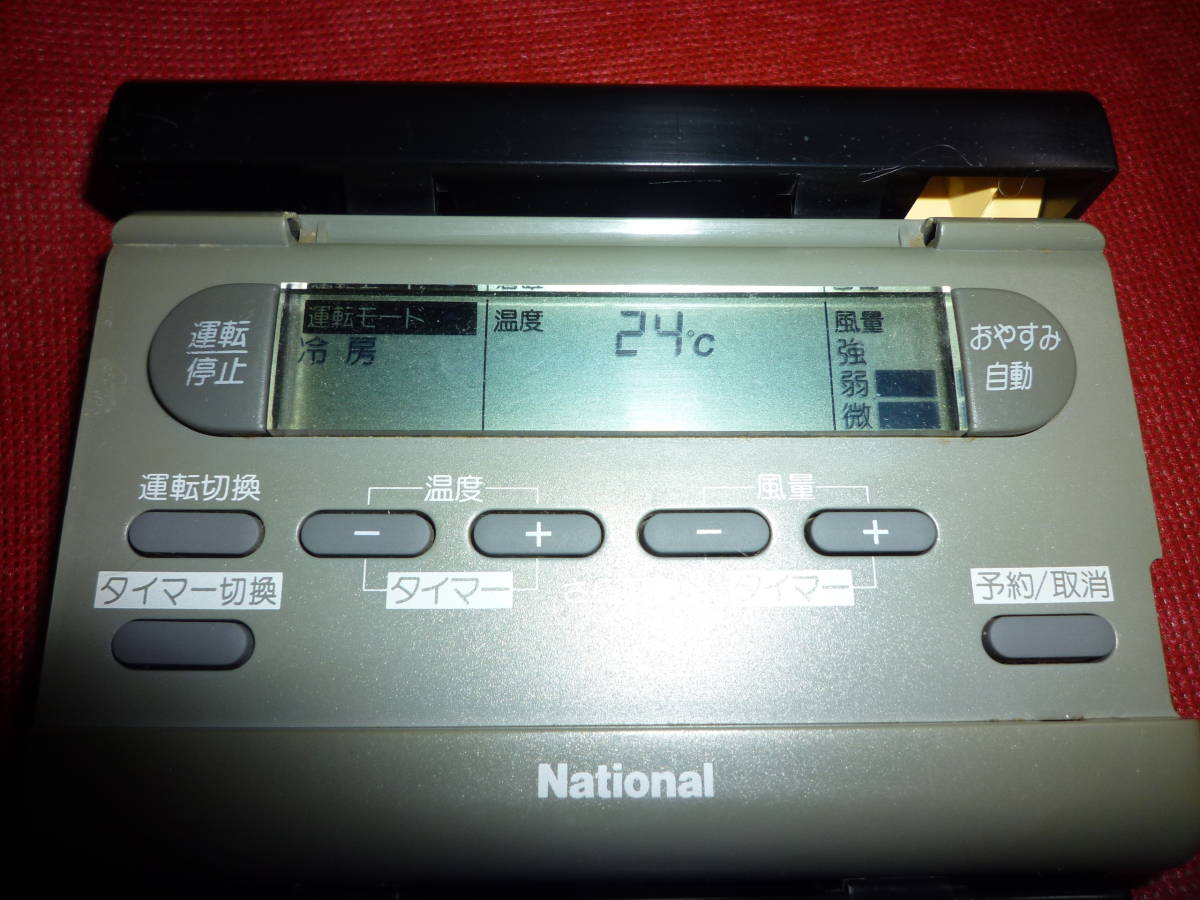 運転
停止
運転モード
冷房
温度
24℃
風量
強
弱
微
おやすみ
自動
運転切換
温度
－
＋
風量
－
＋
タイマー切換
タイマー
タイマー
予約/取消
National